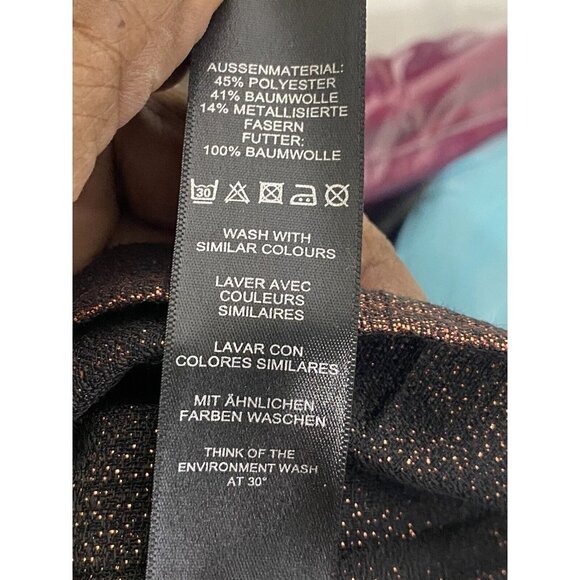 AUSSENMATERIAL:
45% POLYESTER
41% BAUMWOLLE
14% METALLISIERTE
FASERN
FUTTER:
100% BAUMWOLLE
30
WASH WITH
SIMILAR COLOURS
LAVER AVEC
COULEURS
SIMILAIRES
LAVAR CON
COLORES SIMILARES
MIT ÄHNLICHEN
FARBEN WASCHEN
THINK OF THE
ENVIRONMENT WASH
AT 30°